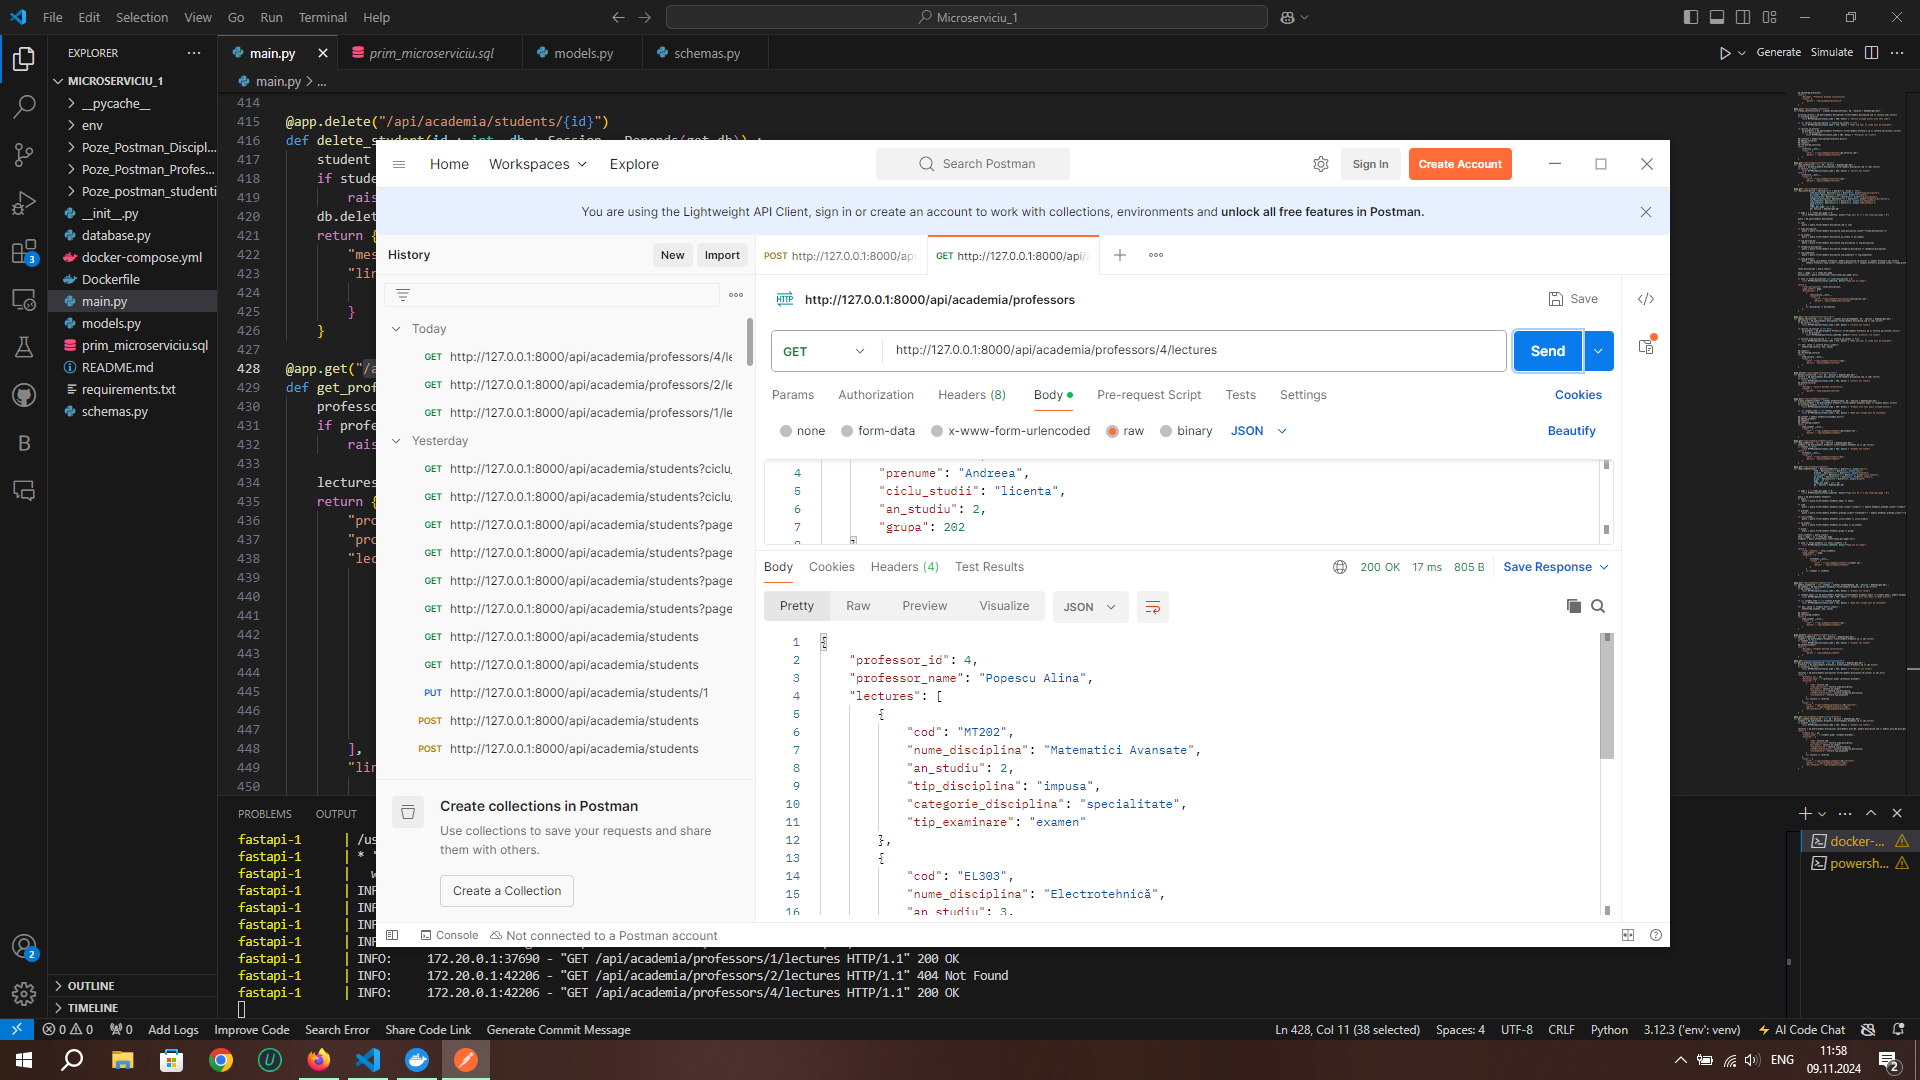 File Edit Selection View Go Run Terminal Help
Microserviciu_1
EXPLORER
MICROSERVICIU_1
__pycache__
env
Poze_Postman_Discipl...
Poze_Postman_Profes...
Poze_postman_studenti
__init__.py
database.py
docker-compose.yml
Dockerfile
main.py
models.py
prim_microserviciu.sql
README.md
requirements.txt
schemas.py
OUTLINE
TIMELINE
main.py prim_microserviciu.sql models.py schemas.py
Generate Simulate
main.py > ...
414
415 @app.delete("/api/academia/students/{id}")
416 def delete_student(id : int, db : Session = Depends(get_db)) :
417 student
418 if stude
419 rais
420 db.delet
421 return {
422 "mes
423 "lin
424
425 }
426 }
427
428 @app.get("/a
429 def get_prof
430 professo
431 if profe
432 rais
433
434 lectures
435 return {
436 "pro
437 "pro
438 "lec
439
440
441
442
443
444
445
446
447
448 ],
449 "lin
450
Home Workspaces Explore
Search Postman
Sign In
Create Account
You are using the Lightweight API Client, sign in or create an account to work with collections, environments and unlock all free features in Postman.
History
New
Import
Today
GET http://127.0.0.1:8000/api/academia/professors/4/le
GET http://127.0.0.1:8000/api/academia/professors/2/le
GET http://127.0.0.1:8000/api/academia/professors/1/le
Yesterday
GET http://127.0.0.1:8000/api/academia/students?ciclu_
GET http://127.0.0.1:8000/api/academia/students?ciclu_
GET http://127.0.0.1:8000/api/academia/students?page
GET http://127.0.0.1:8000/api/academia/students?page
GET http://127.0.0.1:8000/api/academia/students?page
GET http://127.0.0.1:8000/api/academia/students?page
GET http://127.0.0.1:8000/api/academia/students
GET http://127.0.0.1:8000/api/academia/students
PUT http://127.0.0.1:8000/api/academia/students/1
POST http://127.0.0.1:8000/api/academia/students
POST http://127.0.0.1:8000/api/academia/students
Create collections in Postman
Use collections to save your requests and share
them with others.
Create a Collection
POST http://127.0.0.1:8000/api
GET http://127.0.0.1:8000/api/
HTTP http://127.0.0.1:8000/api/academia/professors
Save
GET http://127.0.0.1:8000/api/academia/professors/4/lectures
Send
Params Authorization Headers (8) Body Pre-request Script Tests Settings
Cookies
none form-data x-www-form-urlencoded raw binary JSON
Beautify
4 "prenume": "Andreea",
5 "ciclu_studii": "licenta",
6 "an_studiu": 2,
7 "grupa": 202
Body Cookies Headers (4) Test Results
200 OK 17 ms 805 B Save Response
Pretty Raw Preview Visualize JSON
1 {
2 "professor_id": 4,
3 "professor_name": "Popescu Alina",
4 "lectures": [
5 {
6 "cod": "MT202",
7 "nume_disciplina": "Matematici Avansate",
8 "an_studiu": 2,
9 "tip_disciplina": "impusa",
10 "categorie_disciplina": "specialitate",
11 "tip_examinare": "examen"
12 },
13 {
14 "cod": "EL303",
15 "nume_disciplina": "Electrotehnică",
16 "an_studiu": 3,
Console Not connected to a Postman account
PROBLEMS OUTPUT
fastapi-1 | /us
fastapi-1 | * '
fastapi-1 | w
fastapi-1 | INF
fastapi-1 | INF
fastapi-1 | INF
fastapi-1 | INF
fastapi-1 | INFO: 172.20.0.1:37690 - "GET /api/academia/professors/1/lectures HTTP/1.1" 200 OK
fastapi-1 | INFO: 172.20.0.1:42206 - "GET /api/academia/professors/2/lectures HTTP/1.1" 404 Not Found
fastapi-1 | INFO: 172.20.0.1:42206 - "GET /api/academia/professors/4/lectures HTTP/1.1" 200 OK
docker-...
powersh...
0 0 0 Add Logs Improve Code Search Error Share Code Link Generate Commit Message
Ln 428, Col 11 (38 selected) Spaces: 4 UTF-8 CRLF Python 3.12.3 ('env': venv) AI Code Chat
ENG
11:58
09.11.2024
2